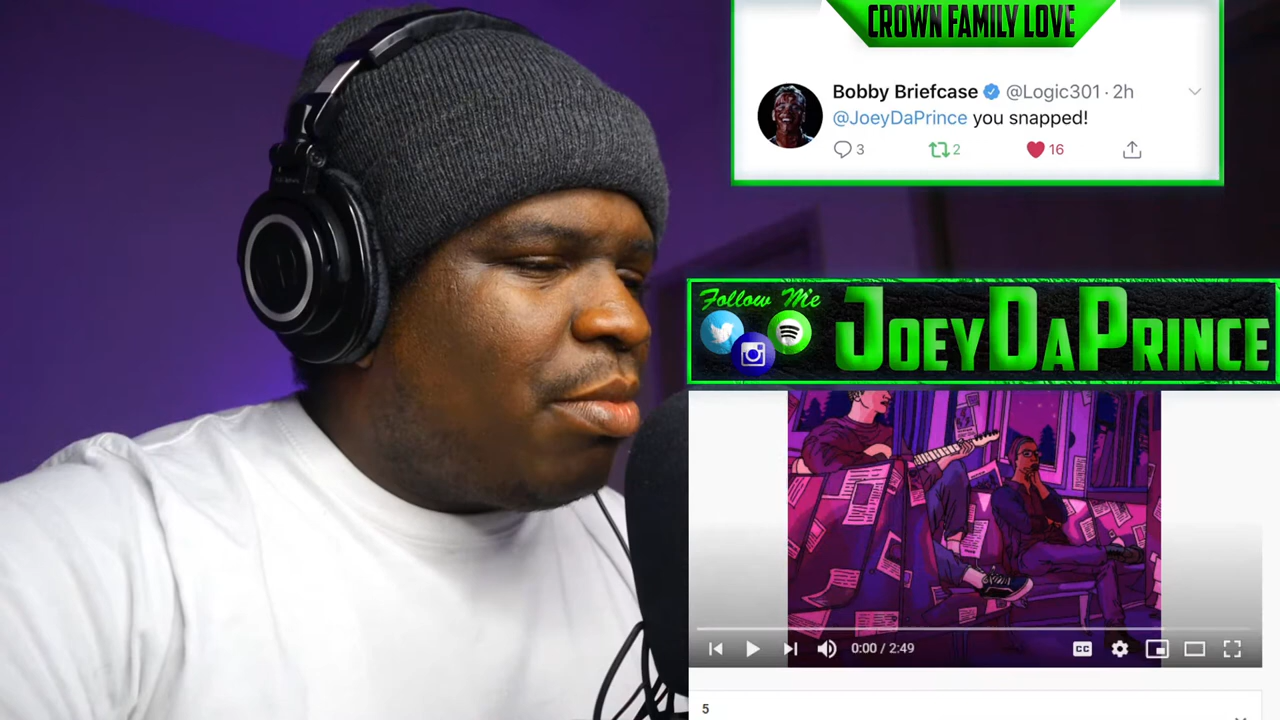 CROWN FAMILY LOVE
Bobby Briefcase @Logic301 · 2h
@JoeyDaPrince you snapped!
3 2 16
Follow Me
JOEYDAPRINCE
0:00 / 2:49
CC
5